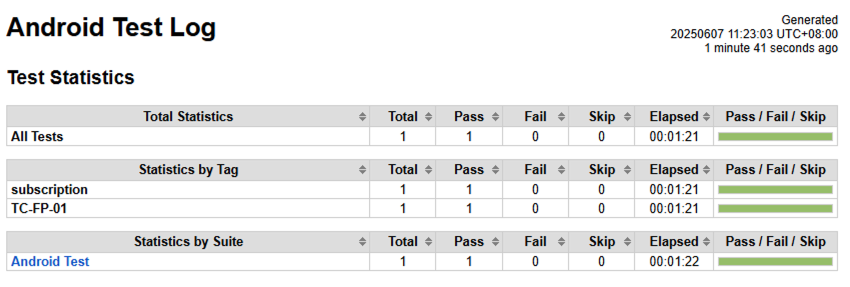 Android Test Log
Generated
20250607 11:23:03 UTC+08:00
1 minute 41 seconds ago
Test Statistics
Total Statistics Total Pass Fail Skip Elapsed Pass / Fail / Skip
All Tests 1 1 0 0 00:01:21
Statistics by Tag Total Pass Fail Skip Elapsed Pass / Fail / Skip
subscription 1 1 0 0 00:01:21
TC-FP-01 1 1 0 0 00:01:21
Statistics by Suite Total Pass Fail Skip Elapsed Pass / Fail / Skip
Android Test 1 1 0 0 00:01:22